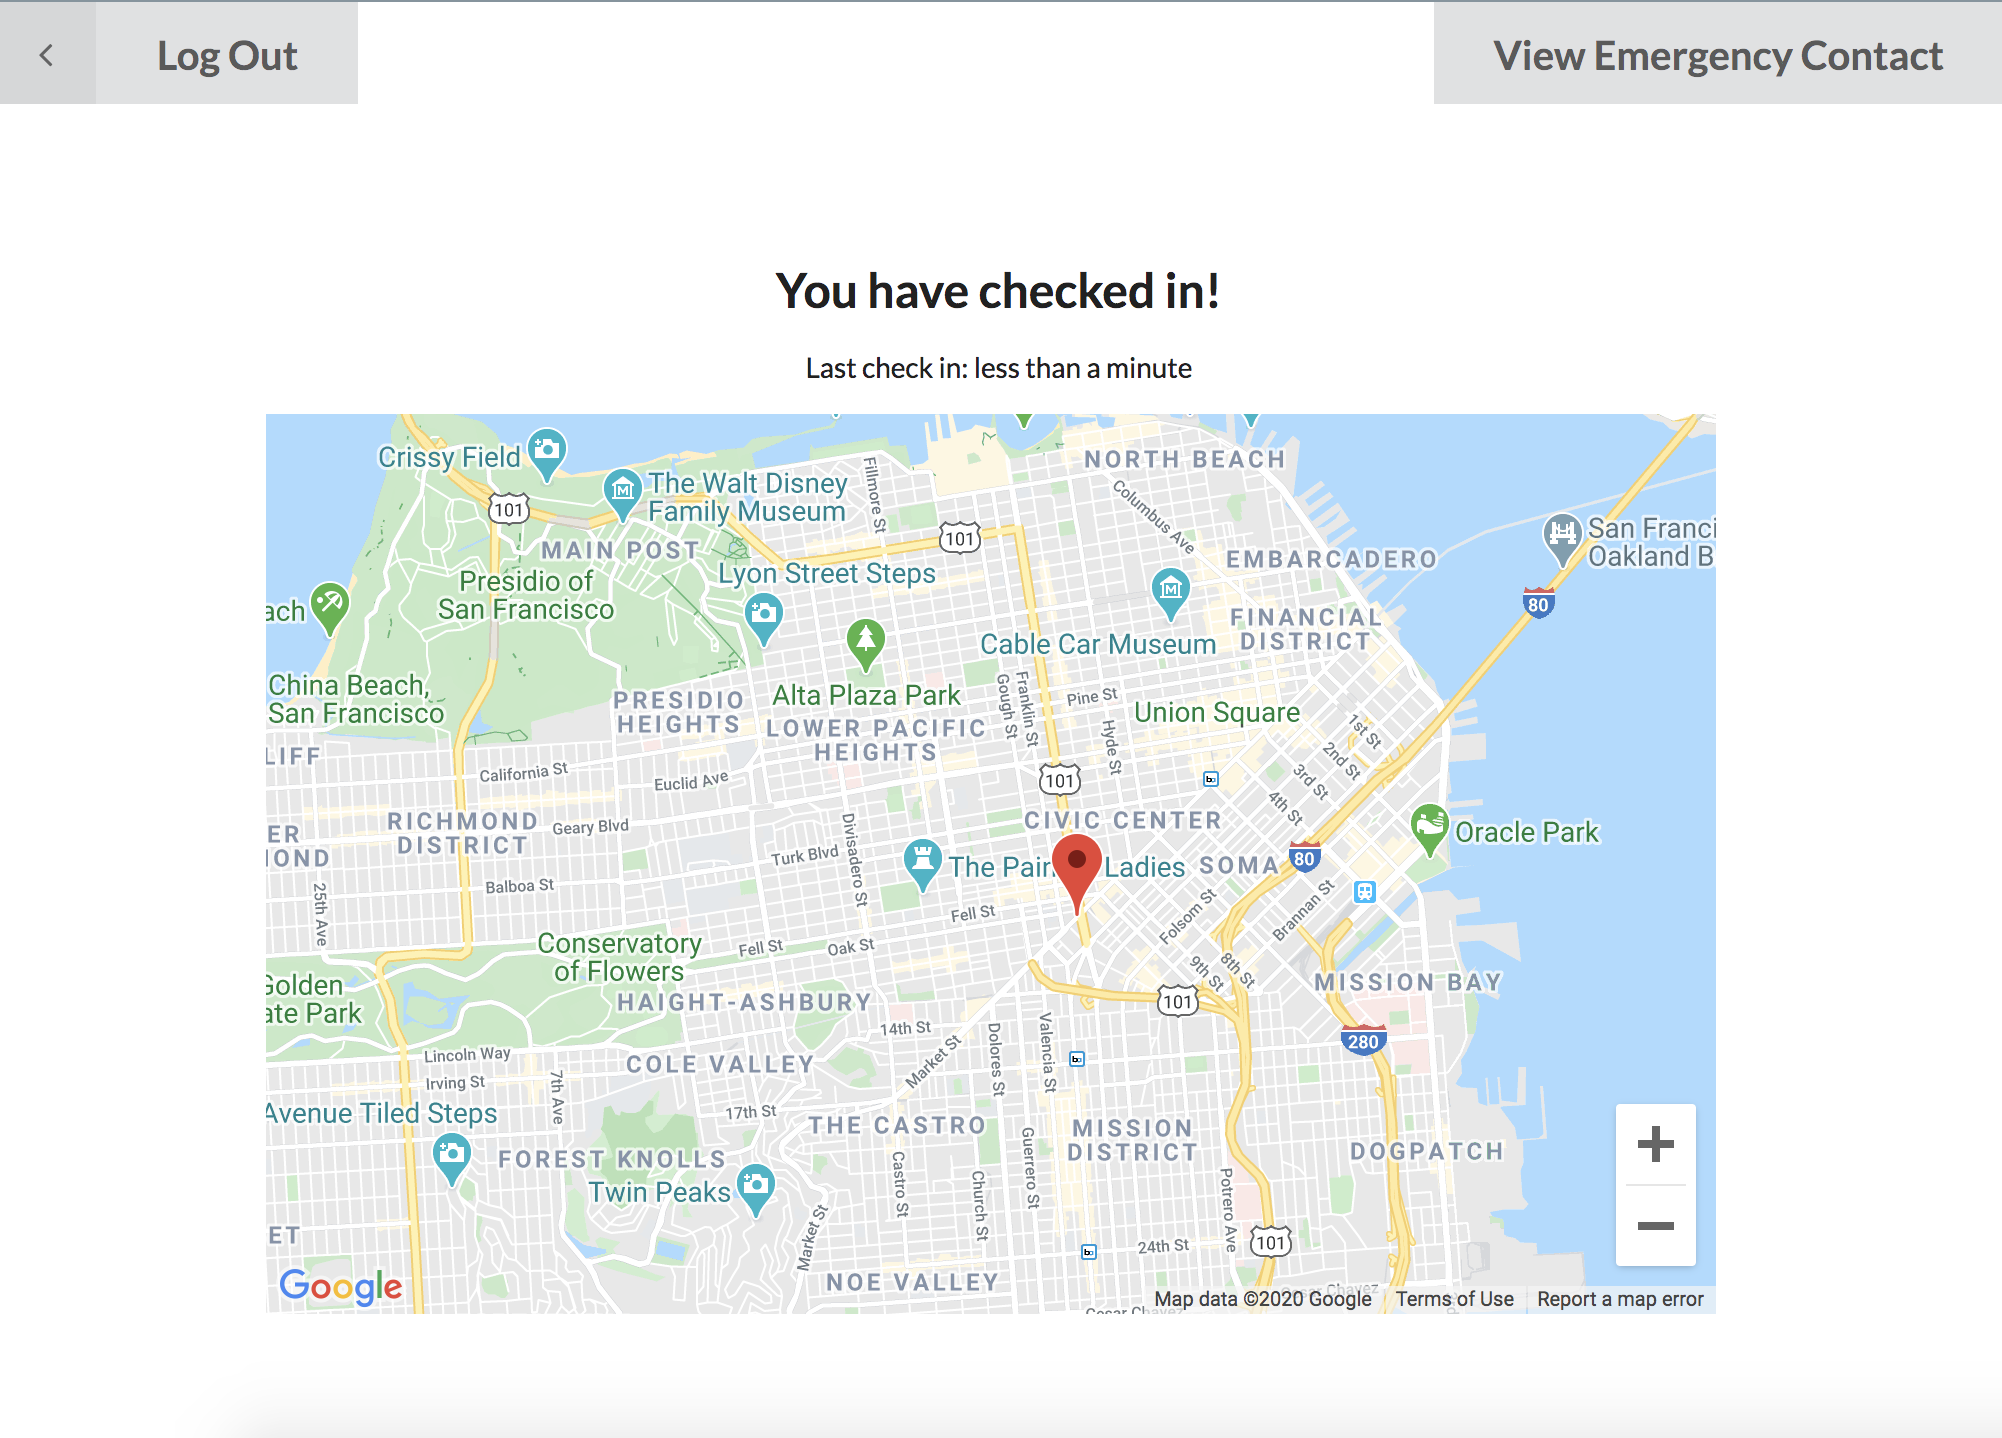 Log Out
View Emergency Contact
You have checked in!
Last check in: less than a minute
Crissy Field
The Walt Disney
Family Museum
Fillmore St
NORTH BEACH
Columbus Ave
101
101
MAIN POST
EMBARCADERO
San Franci
Oakland B
Presidio of
San Francisco
Lyon Street Steps
80
ach
FINANCIAL
DISTRICT
Cable Car Museum
China Beach,
San Francisco
PRESIDIO
HEIGHTS
Alta Plaza Park
LOWER PACIFIC
HEIGHTS
Gough St
Franklin St
Pine St
Hyde St
Union Square
1st St
2nd St
3rd St
4th St
LIFF
California St
Euclid Ave
101
RICHMOND
DISTRICT
Geary Blvd
ER
IOND
Divisadero St
Turk Blvd
CIVIC CENTER
Oracle Park
The Pain
Ladies
SOMA
80
Balboa St
25th Ave
Fell St
Folsom St
Brannan St
Conservatory
of Flowers
Fell St
Oak St
9th St
8th St
Golden
ate Park
HAIGHT-ASHBURY
101
MISSION BAY
14th St
Market St
Dolores St
Valencia St
280
Lincoln Way
Irving St
7th Ave
COLE VALLEY
Avenue Tiled Steps
17th St
THE CASTRO
MISSION
DISTRICT
DOGPATCH
FOREST KNOLLS
Twin Peaks
Castro St
Church St
Guerrero St
Potrero Ave
Market St
ET
24th St
101
NOE VALLEY
Google
Cesar Chavez
Map data ©2020 Google
Terms of Use
Report a map error